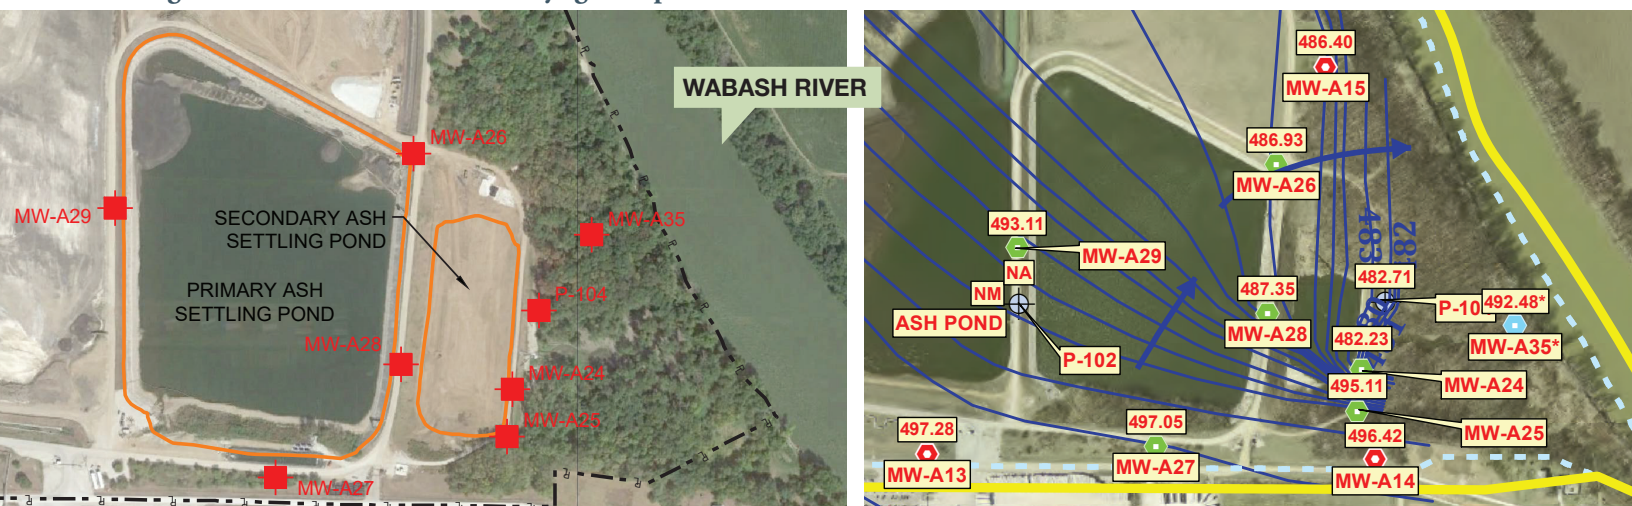 MW-A26
MW-A29
SECONDARY ASH
SETTLING POND
MW-A35
PRIMARY ASH
SETTLING POND
P-104
MW-A28
MW-A24
MW-A25
MW-A27
WABASH RIVER
486.40
MW-A15
486.93
MW-A26
493.11
MW-A29
NA
NM
ASH POND
P-102
487.35
MW-A28
483
482
482.71
P-10
492.48*
MW-A35*
482.23
MW-A24
495.11
MW-A25
496.42
MW-A14
497.28
MW-A13
497.05
MW-A27